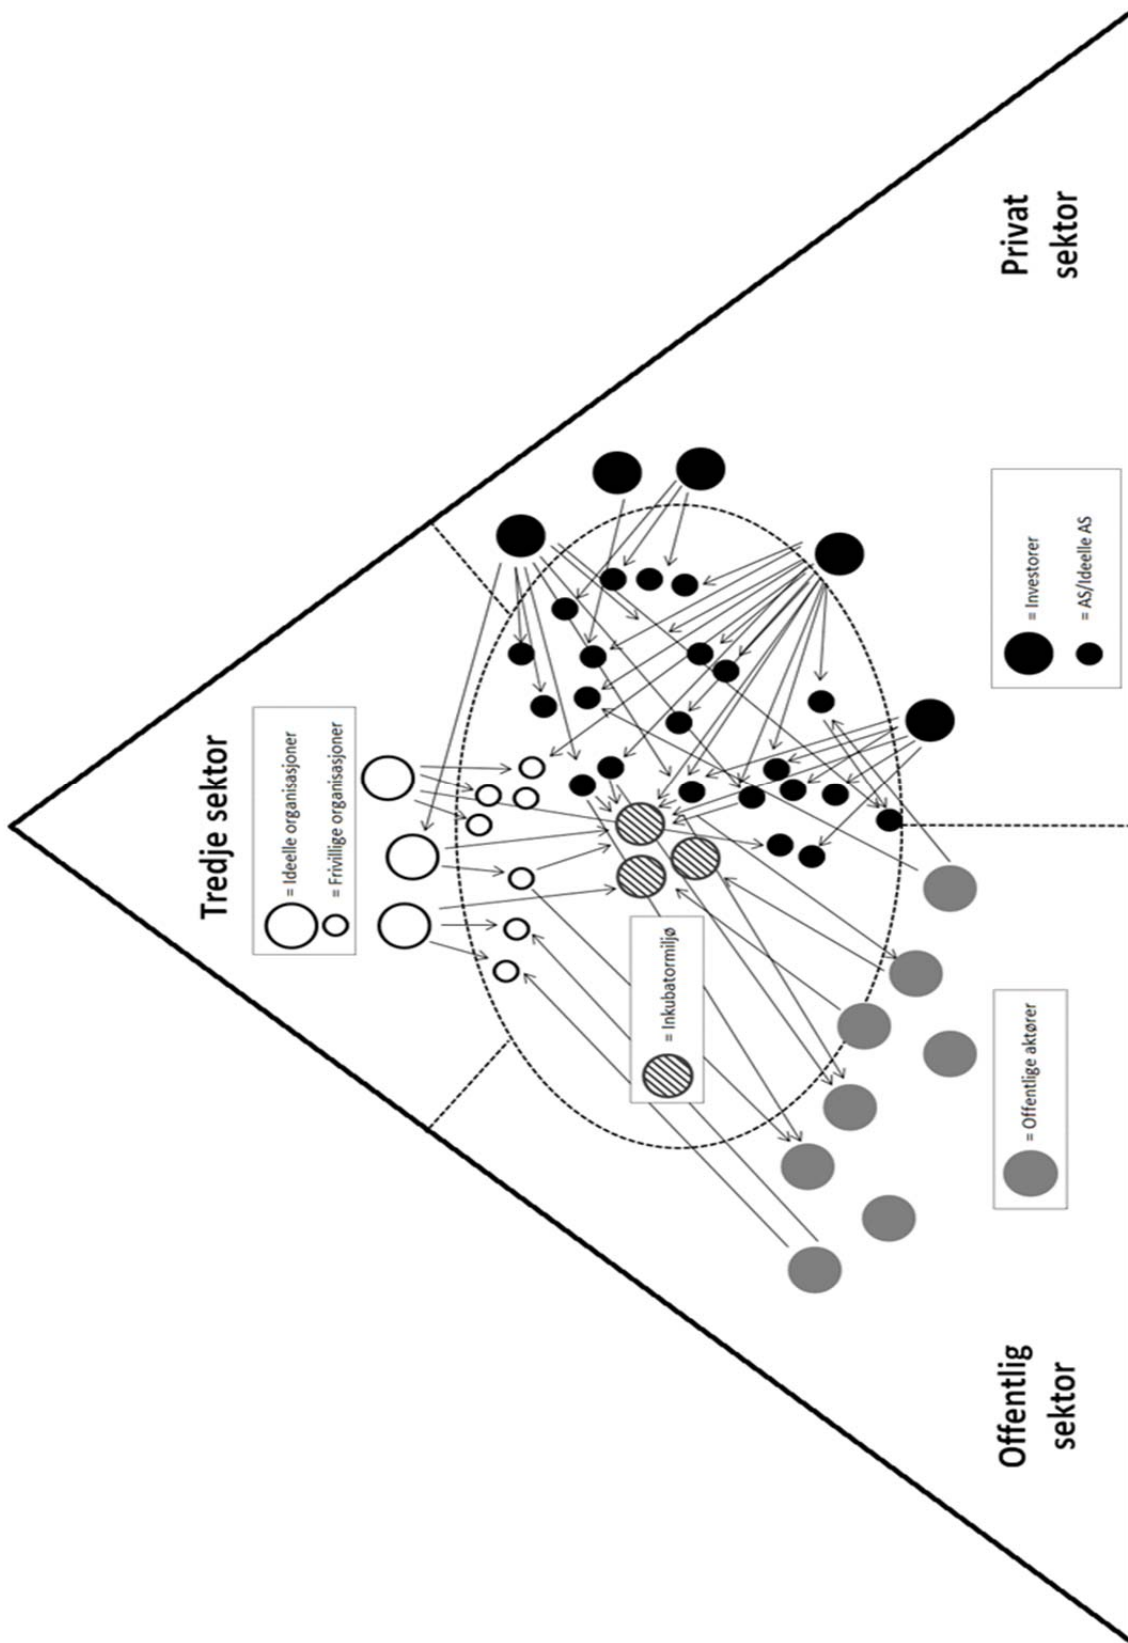 Tredje sektor
= Ideelle organisasjoner
= Frivillige organisasjoner
= Inkubatormiljø
Offentlig
sektor
= Offentlige aktører
= Investorer
= AS/Ideelle AS
Privat
sektor